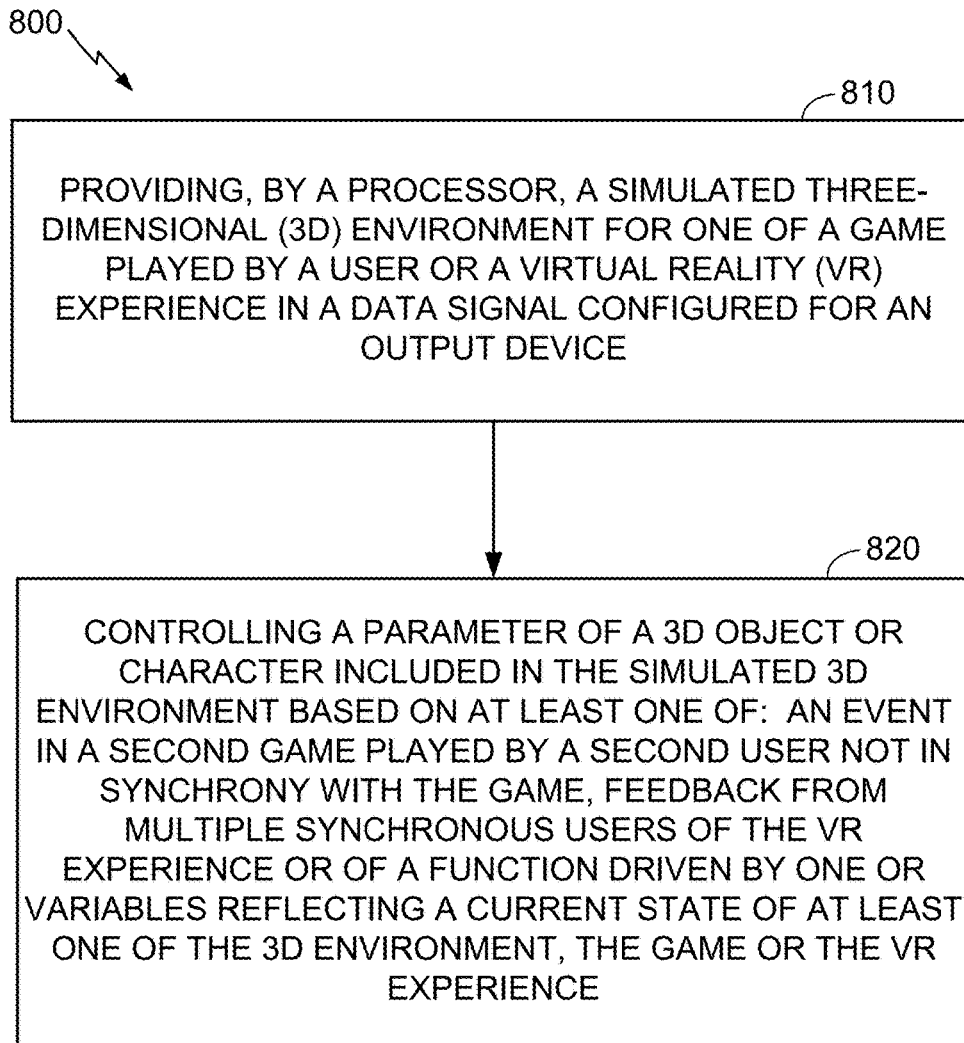 800
810
PROVIDING, BY A PROCESSOR, A SIMULATED THREE-
DIMENSIONAL (3D) ENVIRONMENT FOR ONE OF A GAME
PLAYED BY A USER OR A VIRTUAL REALITY (VR)
EXPERIENCE IN A DATA SIGNAL CONFIGURED FOR AN
OUTPUT DEVICE
820
CONTROLLING A PARAMETER OF A 3D OBJECT OR
CHARACTER INCLUDED IN THE SIMULATED 3D
ENVIRONMENT BASED ON AT LEAST ONE OF: AN EVENT
IN A SECOND GAME PLAYED BY A SECOND USER NOT IN
SYNCHRONY WITH THE GAME, FEEDBACK FROM
MULTIPLE SYNCHRONOUS USERS OF THE VR
EXPERIENCE OR OF A FUNCTION DRIVEN BY ONE OR
VARIABLES REFLECTING A CURRENT STATE OF AT LEAST
ONE OF THE 3D ENVIRONMENT, THE GAME OR THE VR
EXPERIENCE